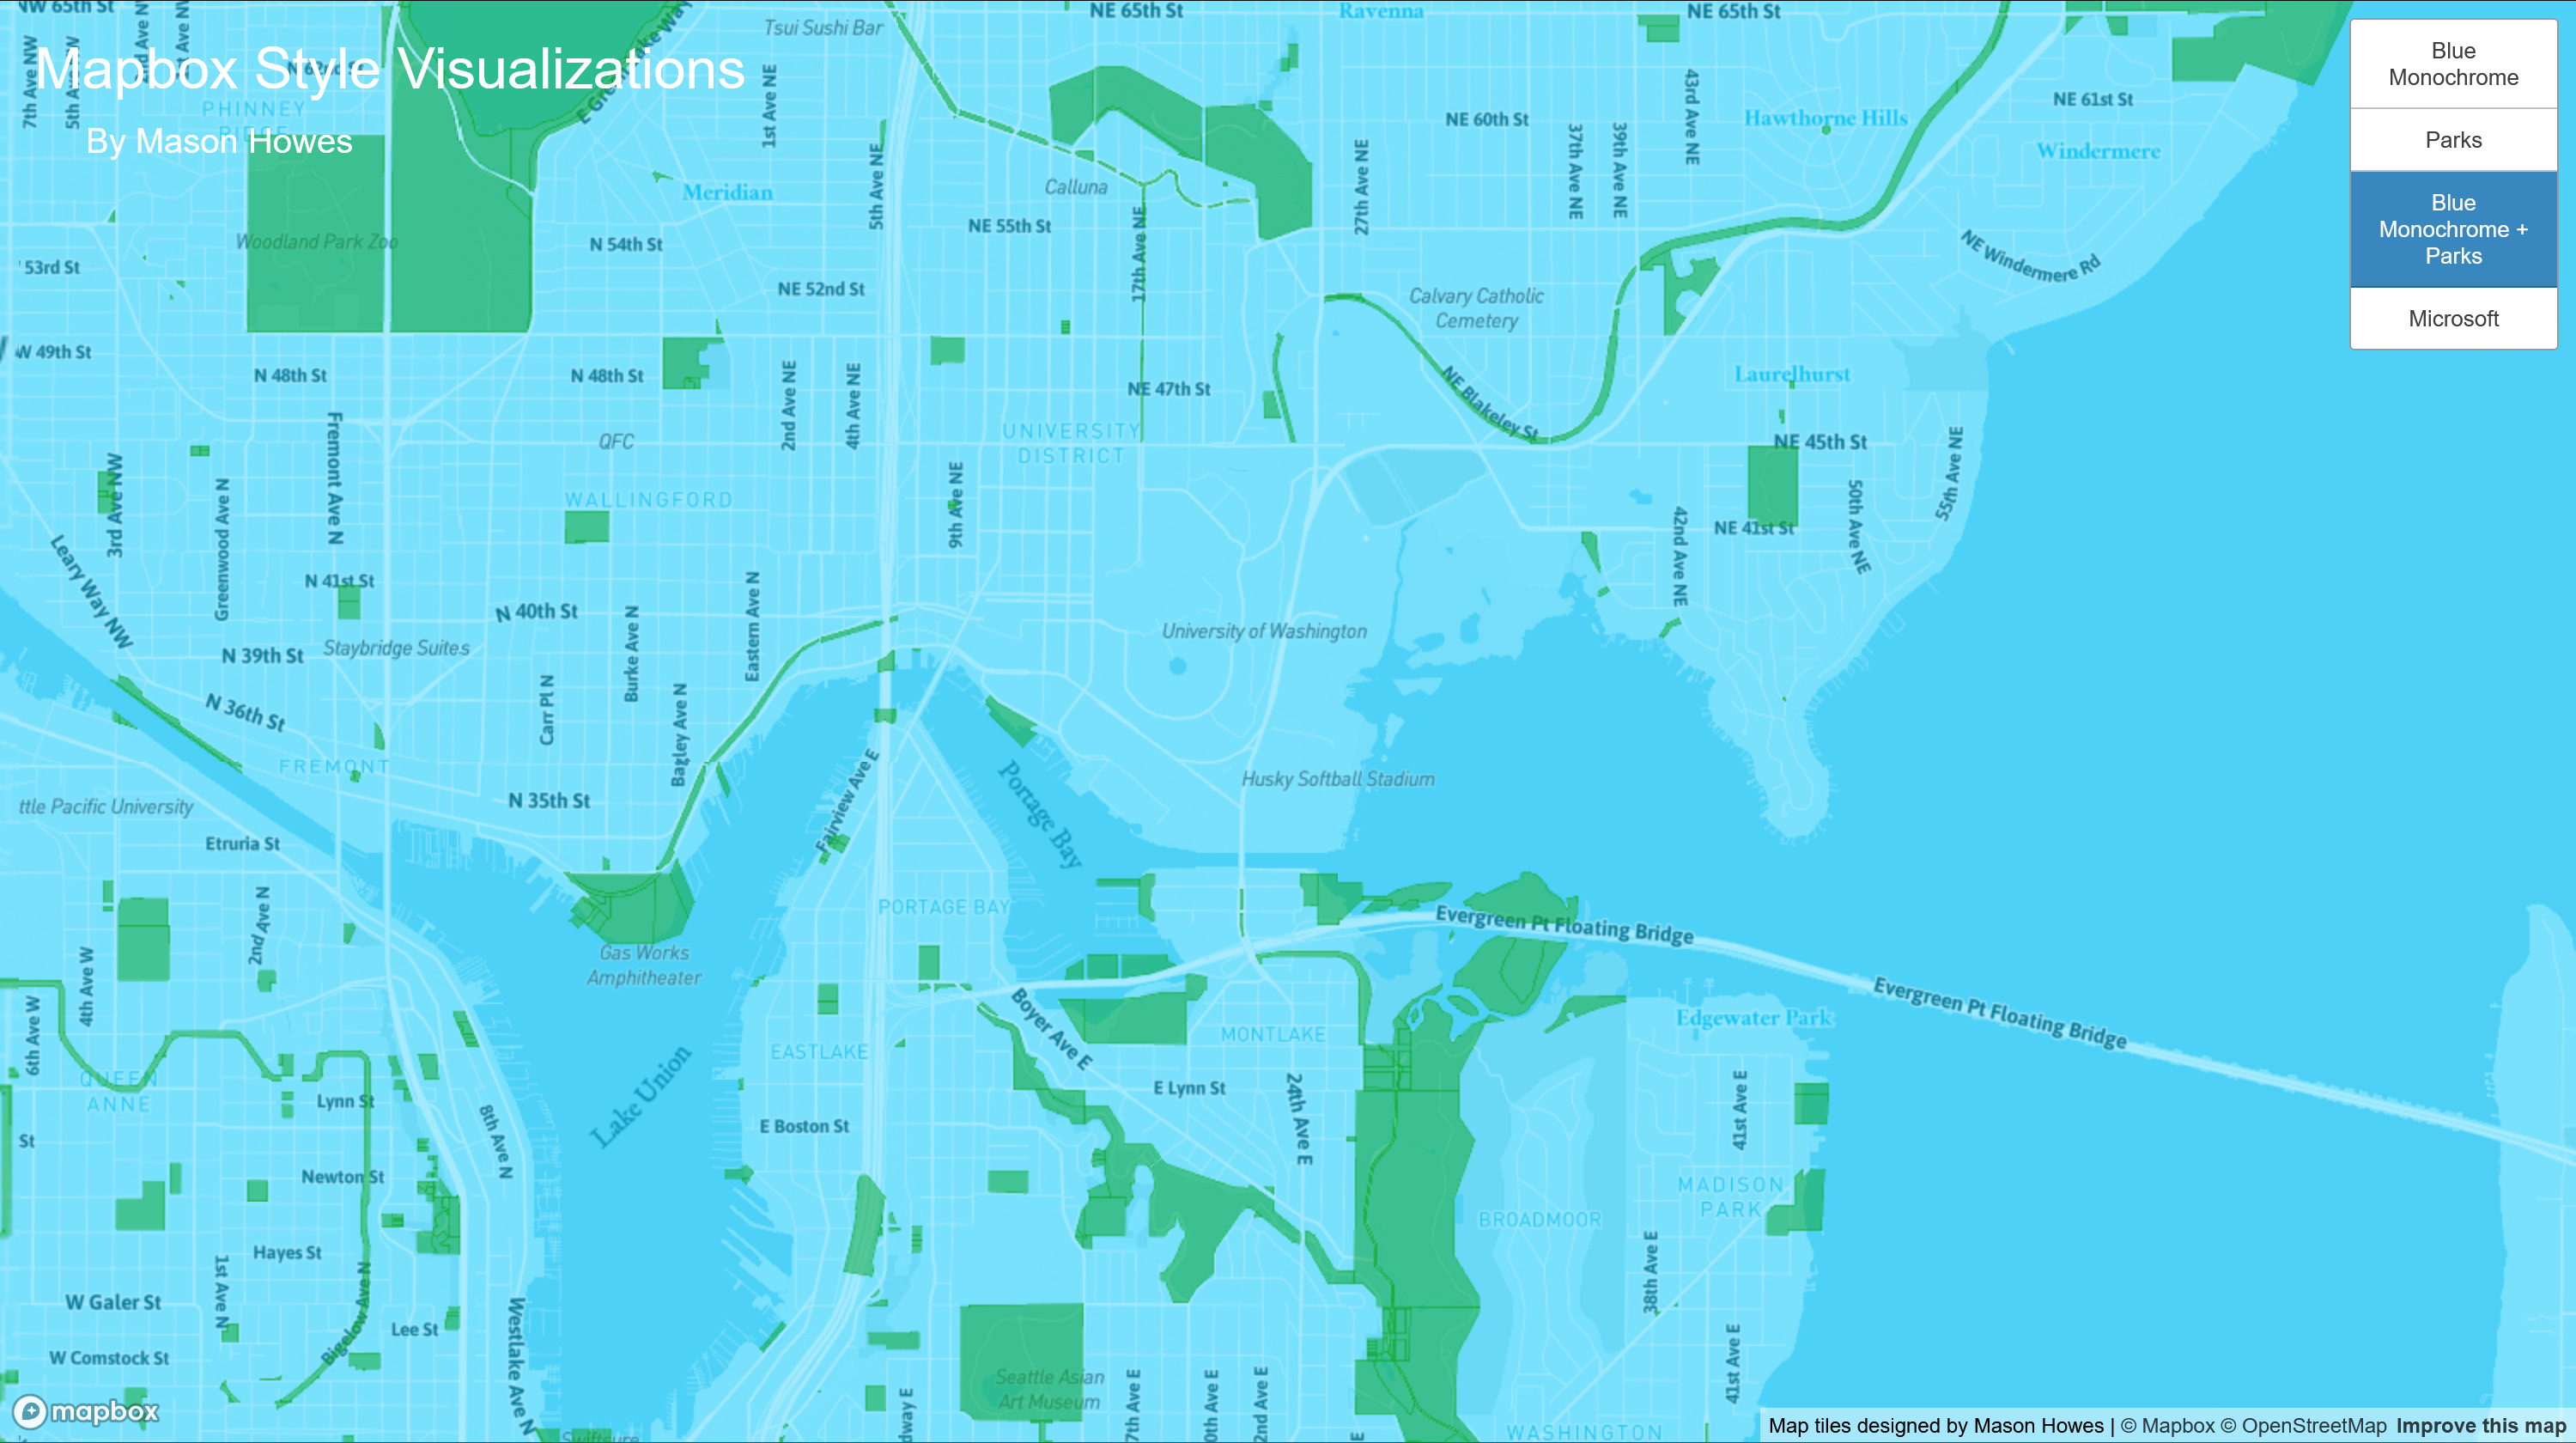 NW 65th St
Tsui Sushi Bar
NE 65th St
Ravenna
NE 65th St
Mapbox Style Visualizations
By Mason Howes
PHINNEY
7th Ave NW
5th Ave NW
1st Ave NE
5th Ave NE
NE 60th St
43rd Ave NE
Hawthorne Hills
NE 61st St
Windermere
Blue
Monochrome
Parks
Blue
Monochrome +
Parks
Microsoft
Meridian
Calluna
27th Ave NE
37th Ave NE
39th Ave NE
Woodland Park Zoo
N 54th St
NE 55th St
17th Ave NE
NE Windermere Rd
53rd St
NE 52nd St
Calvary Catholic
Cemetery
W 49th St
N 48th St
N 48th St
2nd Ave NE
4th Ave NE
NE 47th St
NE Blakeley St
Laurelhurst
Fremont Ave N
QFC
UNIVERSITY
DISTRICT
NE 45th St
55th Ave NE
3rd Ave NW
Greenwood Ave N
WALLINGFORD
9th Ave NE
42nd Ave NE
NE 41st St
50th Ave NE
Leary Way NW
N 41st St
N 40th St
Burke Ave N
Eastern Ave N
University of Washington
N 39th St
Staybridge Suites
N 36th St
Carr Pl N
Bagley Ave N
FREMONT
Fairview Ave E
Portage Bay
Husky Softball Stadium
ttle Pacific University
N 35th St
Etruria St
2nd Ave N
PORTAGE BAY
Evergreen Pt Floating Bridge
Gas Works
Amphitheater
4th Ave W
6th Ave W
Evergreen Pt Floating Bridge
Boyer Ave E
MONTLAKE
Edgewater Park
EASTLAKE
QUEEN
ANNE
Lynn St
8th Ave N
Lake Union
E Lynn St
24th Ave E
41st Ave E
St
E Boston St
Newton St
MADISON
PARK
BROADMOOR
Hayes St
1st Ave N
Bigelow Ave N
38th Ave E
W Galer St
Lee St
Westlake Ave N
41st Ave E
W Comstock St
Seattle Asian
Art Museum
7th Ave E
0th Ave E
2nd Ave E
dway E
E
mapbox
WASHINGTON
Map tiles designed by Mason Howes | © Mapbox © OpenStreetMap Improve this map